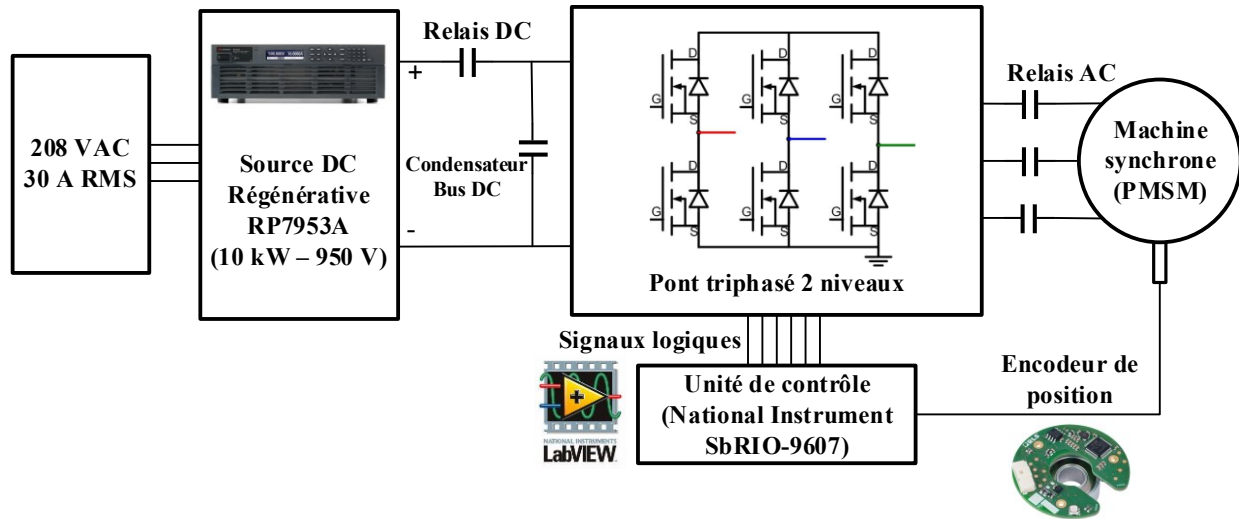 208 VAC
30 A RMS
Source DC
Régénérative
RP7953A
(10 kW – 950 V)
+
-
Relais DC
Condensateur
Bus DC
D
D
D
G
G
G
S
S
S
D
D
D
G
G
G
S
S
S
Pont triphasé 2 niveaux
Relais AC
Machine
synchrone
(PMSM)
Signaux logiques
NATIONAL INSTRUMENTS
LabVIEW
Unité de contrôle
(National Instrument
SbRIO-9607)
Encodeur de
position